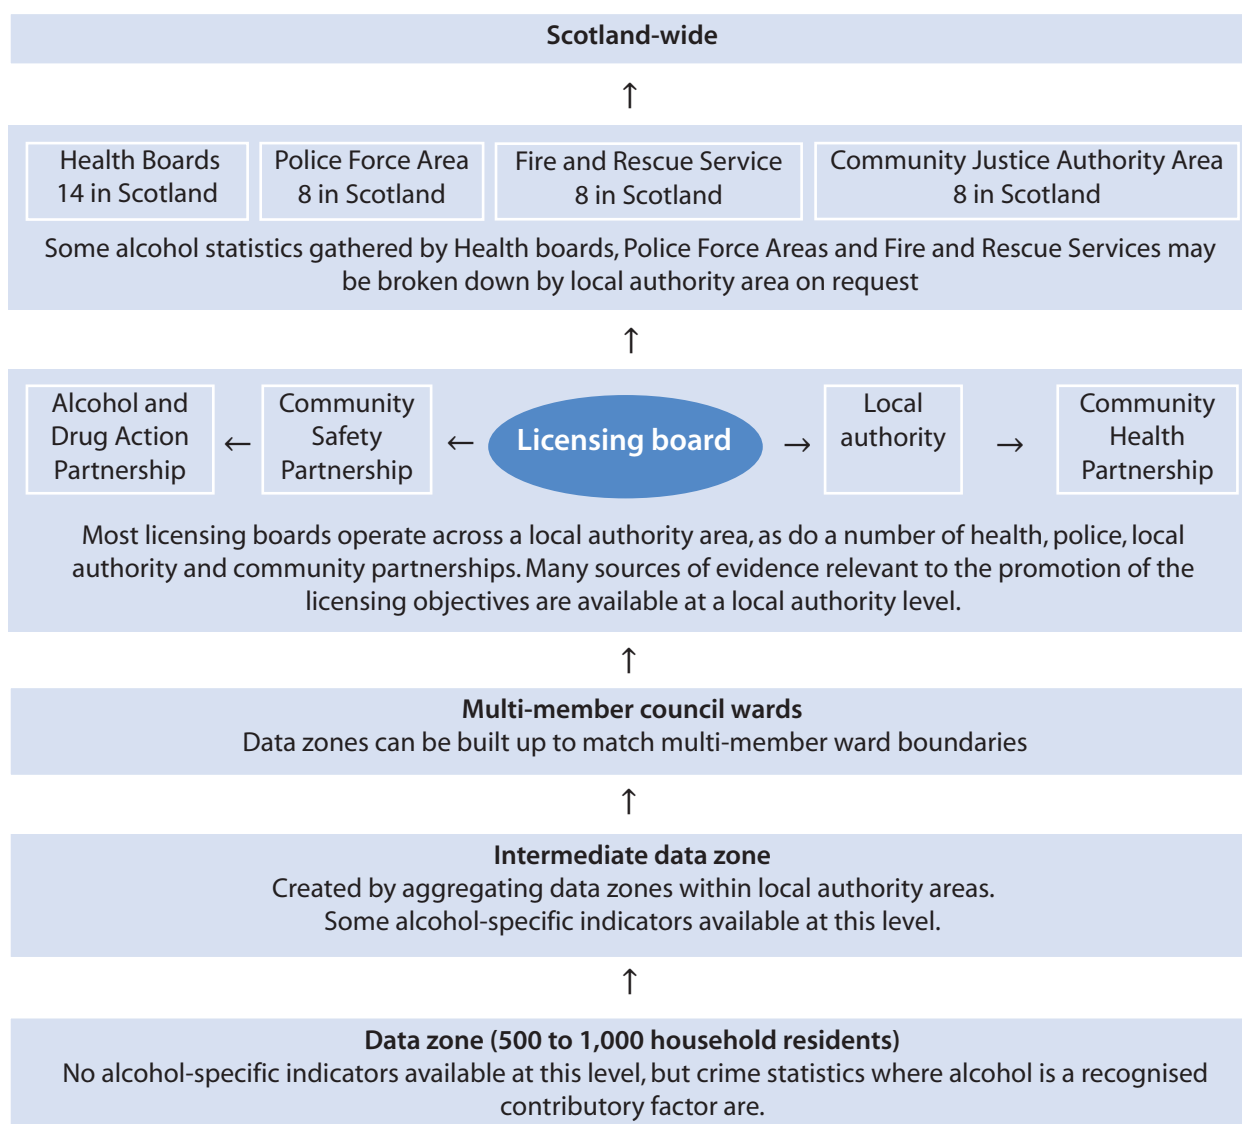 Scotland-wide
↑
Health Boards
14 in Scotland
Police Force Area
8 in Scotland
Fire and Rescue Service
8 in Scotland
Community Justice Authority Area
8 in Scotland
Some alcohol statistics gathered by Health boards, Police Force Areas and Fire and Rescue Services may
be broken down by local authority area on request
↑
Alcohol and
Drug Action
Partnership
←
Community
Safety
Partnership
←
Licensing board
→
Local
authority
→
Community
Health
Partnership
Most licensing boards operate across a local authority area, as do a number of health, police, local
authority and community partnerships. Many sources of evidence relevant to the promotion of the
licensing objectives are available at a local authority level.
↑
Multi-member council wards
Data zones can be built up to match multi-member ward boundaries
↑
Intermediate data zone
Created by aggregating data zones within local authority areas.
Some alcohol-specific indicators available at this level.
↑
Data zone (500 to 1,000 household residents)
No alcohol-specific indicators available at this level, but crime statistics where alcohol is a recognised
contributory factor are.